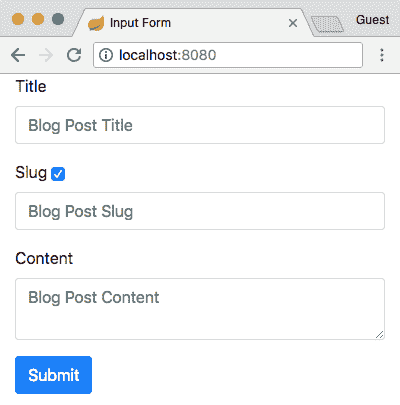 Input Form
Guest
localhost:8080
Title
Blog Post Title
Slug
Blog Post Slug
Content
Blog Post Content
Submit